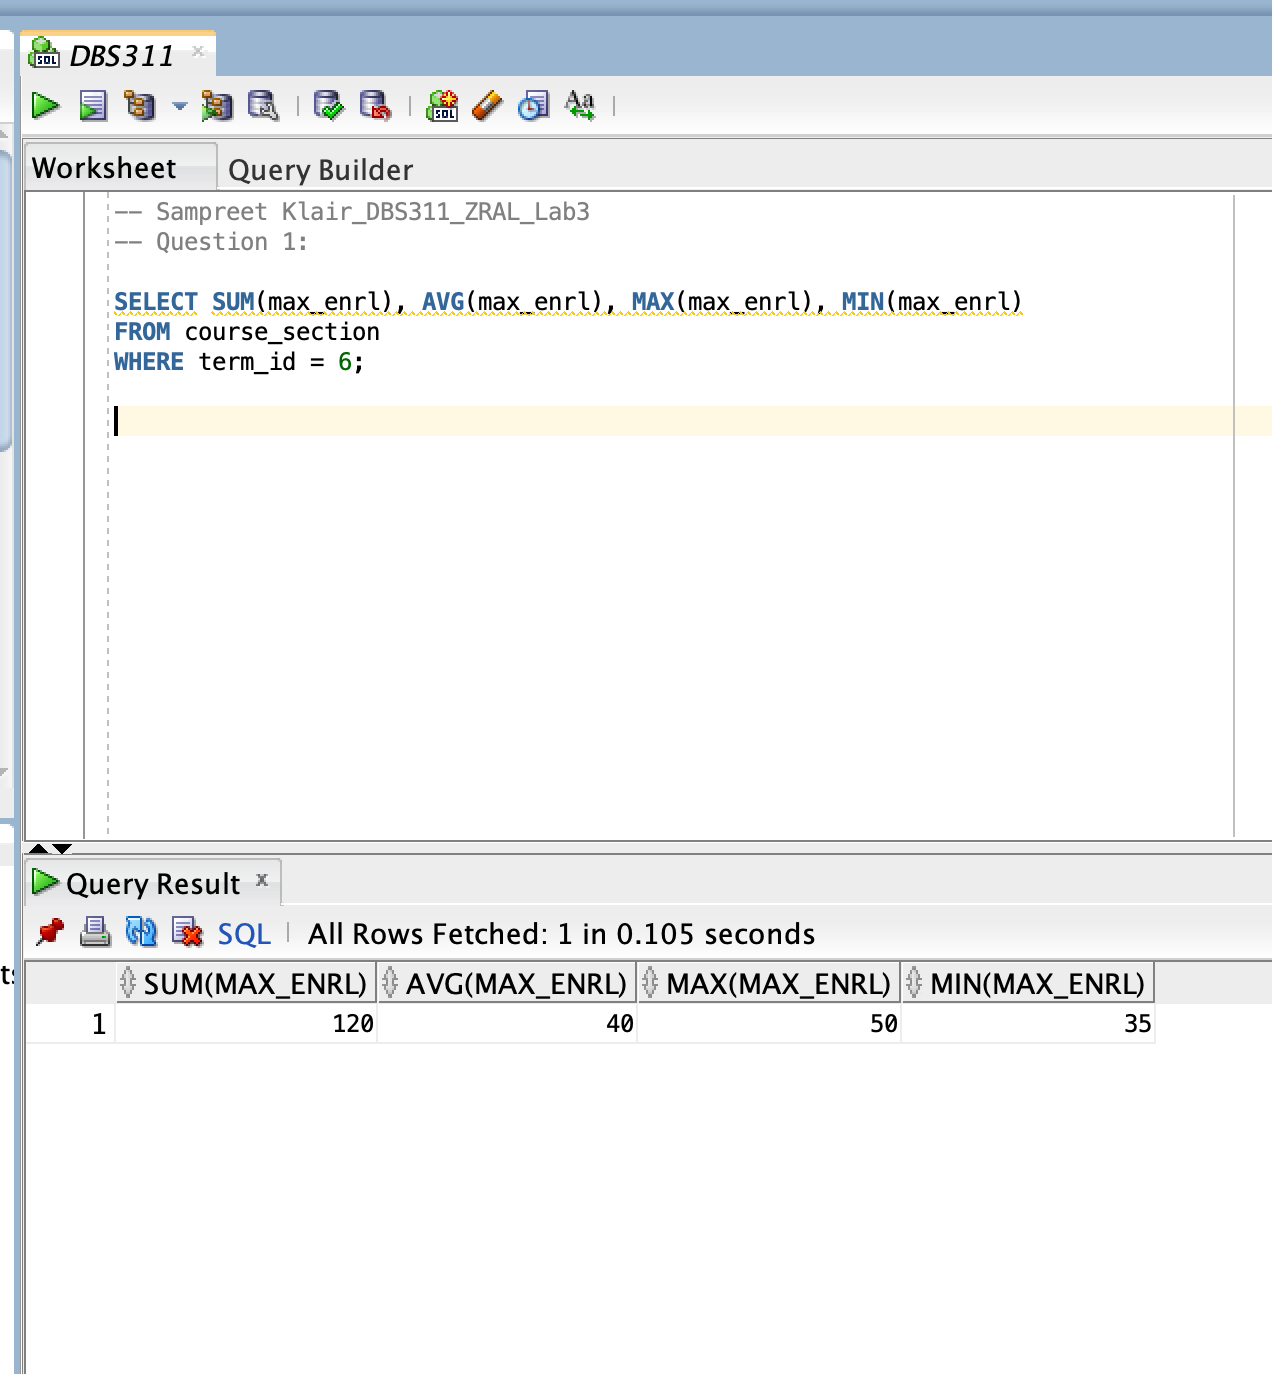 DBS311
Worksheet
Query Builder
-- Sampreet Klair_DBS311_ZRAL_Lab3
-- Question 1:
SELECT SUM(max_enrl), AVG(max_enrl), MAX(max_enrl), MIN(max_enrl)
FROM course_section
WHERE term_id = 6;
Query Result
SQL
All Rows Fetched: 1 in 0.105 seconds
SUM(MAX_ENRL) AVG(MAX_ENRL) MAX(MAX_ENRL) MIN(MAX_ENRL)
1 120 40 50 35